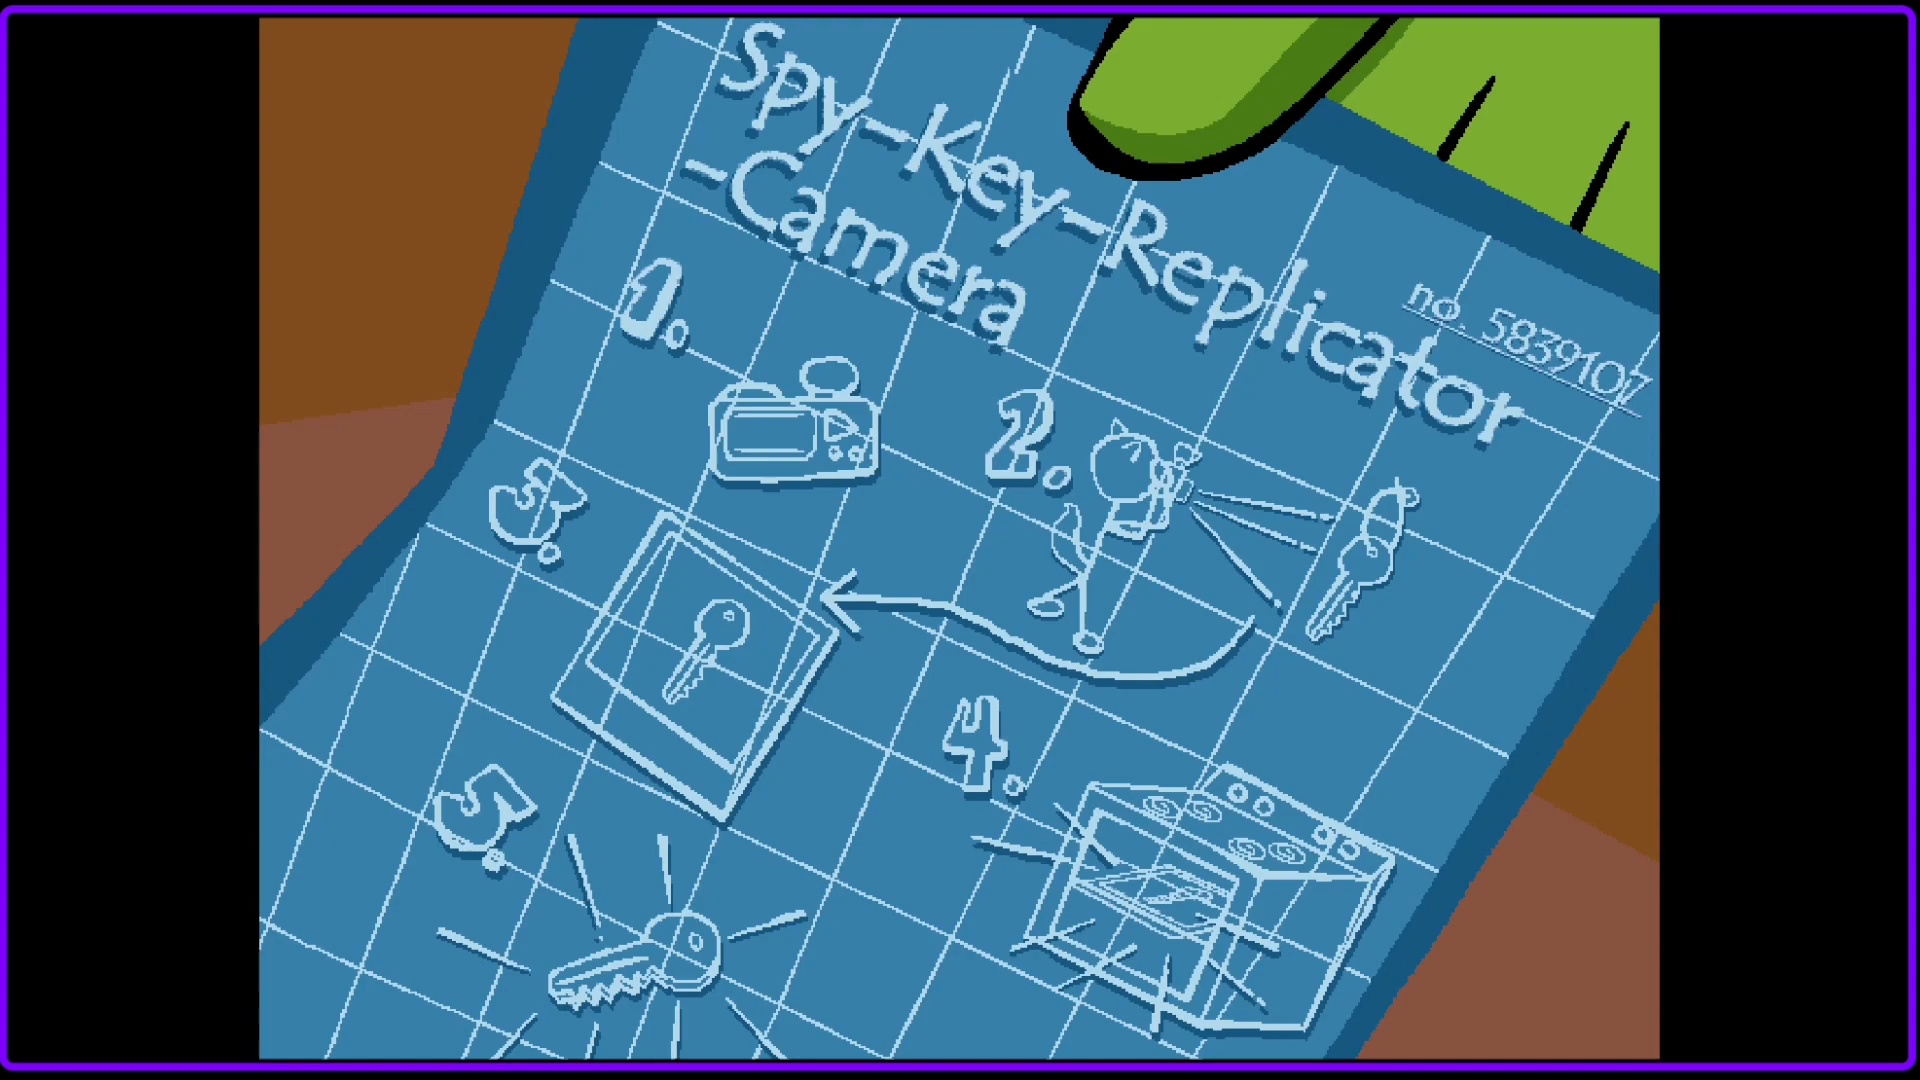 Spy-Key-Replicator
-Camera
no. 5839107
1.
2.
3.
4.
5.